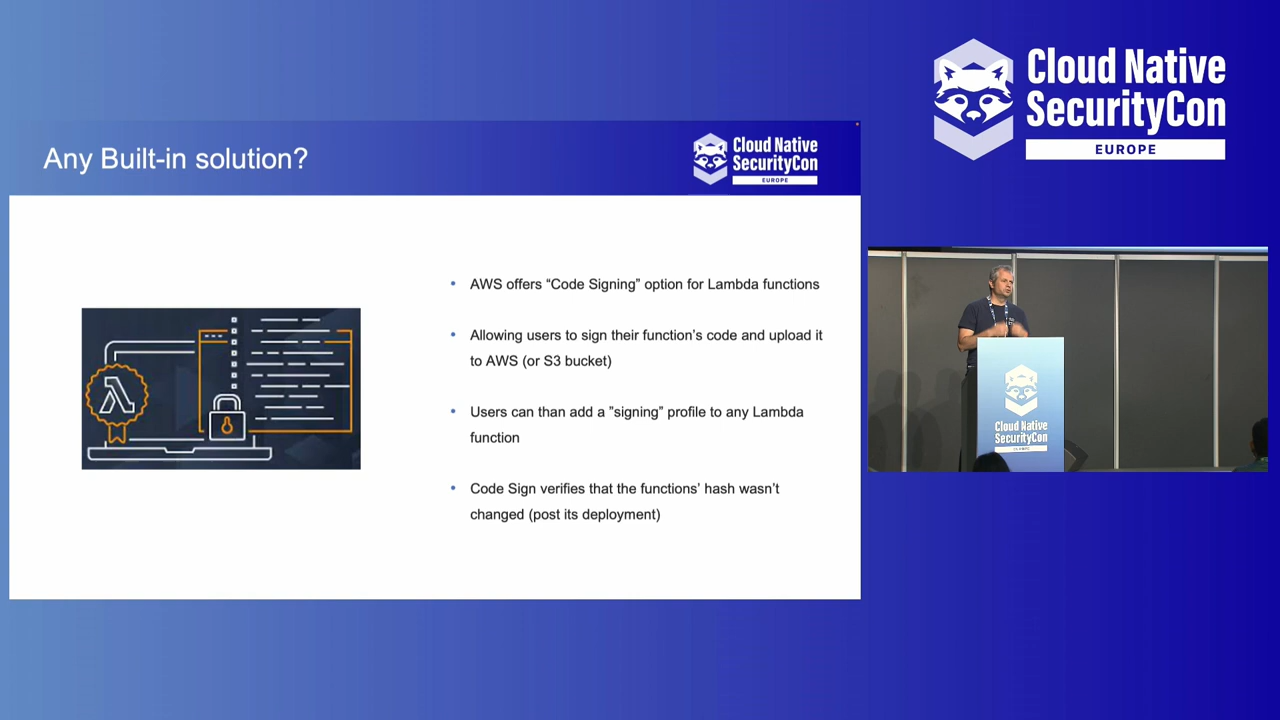 Cloud Native
SecurityCon
EUROPE
Any Built-in solution?
Cloud Native
SecurityCon
EUROPE
• AWS offers “Code Signing” option for Lambda functions
• Allowing users to sign their function’s code and upload it
to AWS (or S3 bucket)
• Users can than add a ”signing” profile to any Lambda
function
• Code Sign verifies that the functions’ hash wasn’t
changed (post its deployment)
Cloud Native
SecurityCon
EUROPE